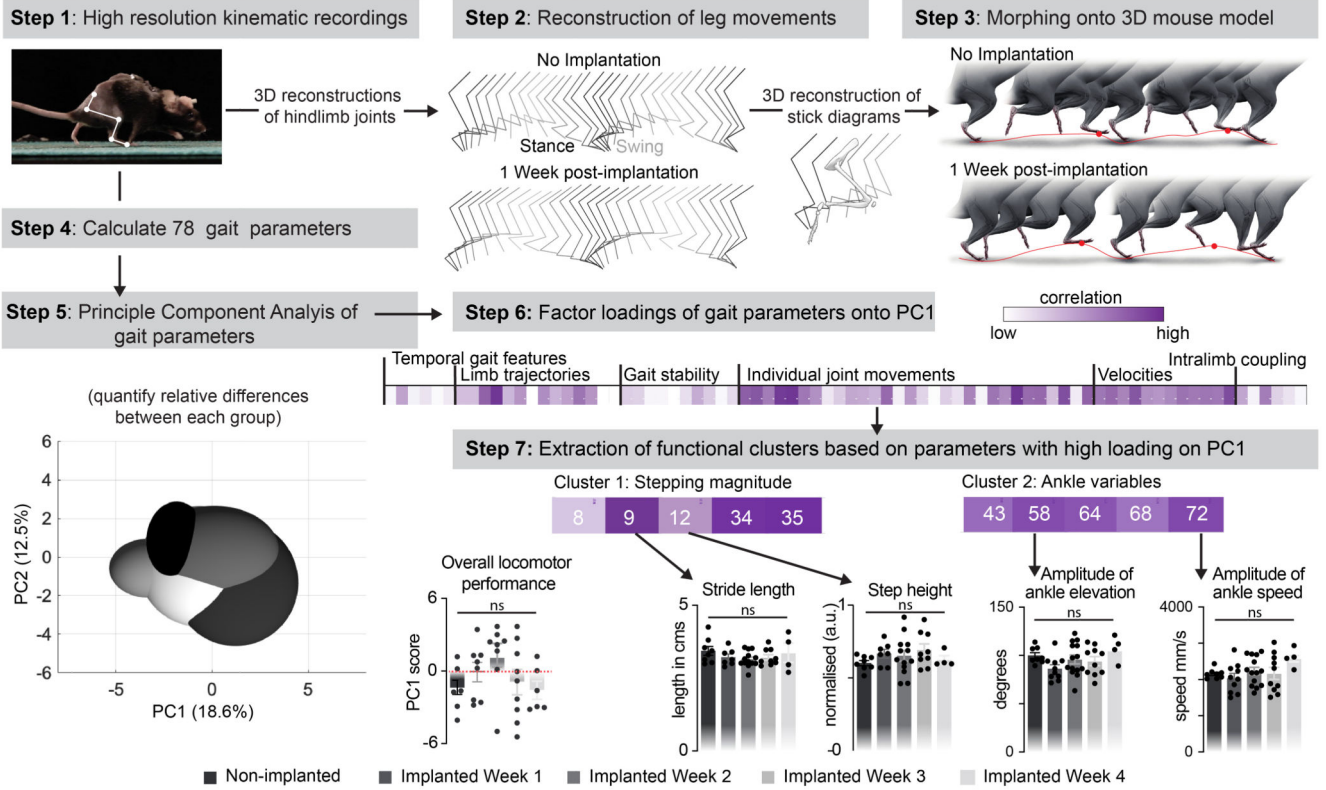 Step 1: High resolution kinematic recordings
Step 2: Reconstruction of leg movements
Step 3: Morphing onto 3D mouse model
3D reconstructions
of hindlimb joints
No Implantation
Stance
Swing
1 Week post-implantation
3D reconstruction of
stick diagrams
No Implantation
1 Week post-implantation
Step 4: Calculate 78 gait parameters
Step 5: Principle Component Analyis of
gait parameters
Step 6: Factor loadings of gait parameters onto PC1
correlation
low
high
Temporal gait features
Limb trajectories
Gait stability
Individual joint movements
Velocities
Intralimb coupling
(quantify relative differences
between each group)
6
4
2
0
-2
-4
-6
-5
0
5
PC2 (12.5%)
PC1 (18.6%)
Step 7: Extraction of functional clusters based on parameters with high loading on PC1
Cluster 1: Stepping magnitude
8
9
12
34
35
Cluster 2: Ankle variables
43
58
64
68
72
Overall locomotor
performance
6
0
-6
PC1 score
ns
Stride length
5
0
length in cms
ns
Step height
1
-0
normalised (a.u.)
ns
Amplitude of
ankle elevation
150
0
degrees
ns
Amplitude of
ankle speed
4000
0
speed mm/s
ns
Non-implanted
Implanted Week 1
Implanted Week 2
Implanted Week 3
Implanted Week 4